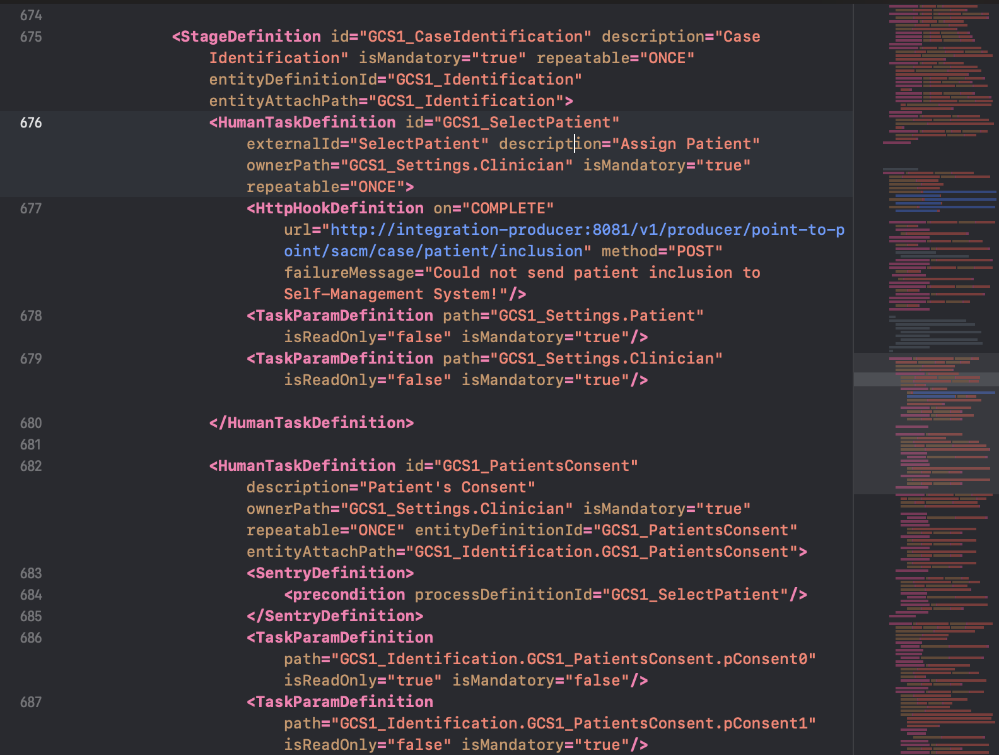 674
675 <StageDefinition id="GCS1_CaseIdentification" description="Case
Identification" isMandatory="true" repeatable="ONCE"
entityDefinitionId="GCS1_Identification"
entityAttachPath="GCS1_Identification">
676 <HumanTaskDefinition id="GCS1_SelectPatient"
externalId="SelectPatient" description="Assign Patient"
ownerPath="GCS1_Settings.Clinician" isMandatory="true"
repeatable="ONCE">
677 <HttpHookDefinition on="COMPLETE"
url="http://integration-producer:8081/v1/producer/point-to-p
oint/sacm/case/patient/inclusion" method="POST"
failureMessage="Could not send patient inclusion to
Self-Management System!"/>
678 <TaskParamDefinition path="GCS1_Settings.Patient"
isReadOnly="false" isMandatory="true"/>
679 <TaskParamDefinition path="GCS1_Settings.Clinician"
isReadOnly="false" isMandatory="true"/>
680 </HumanTaskDefinition>
681
682 <HumanTaskDefinition id="GCS1_PatientsConsent"
description="Patient's Consent"
ownerPath="GCS1_Settings.Clinician" isMandatory="true"
repeatable="ONCE" entityDefinitionId="GCS1_PatientsConsent"
entityAttachPath="GCS1_Identification.GCS1_PatientsConsent">
683 <SentryDefinition>
684 <precondition processDefinitionId="GCS1_SelectPatient"/>
685 </SentryDefinition>
686 <TaskParamDefinition
path="GCS1_Identification.GCS1_PatientsConsent.pConsent0"
isReadOnly="true" isMandatory="false"/>
687 <TaskParamDefinition
path="GCS1_Identification.GCS1_PatientsConsent.pConsent1"
isReadOnly="false" isMandatory="true"/>